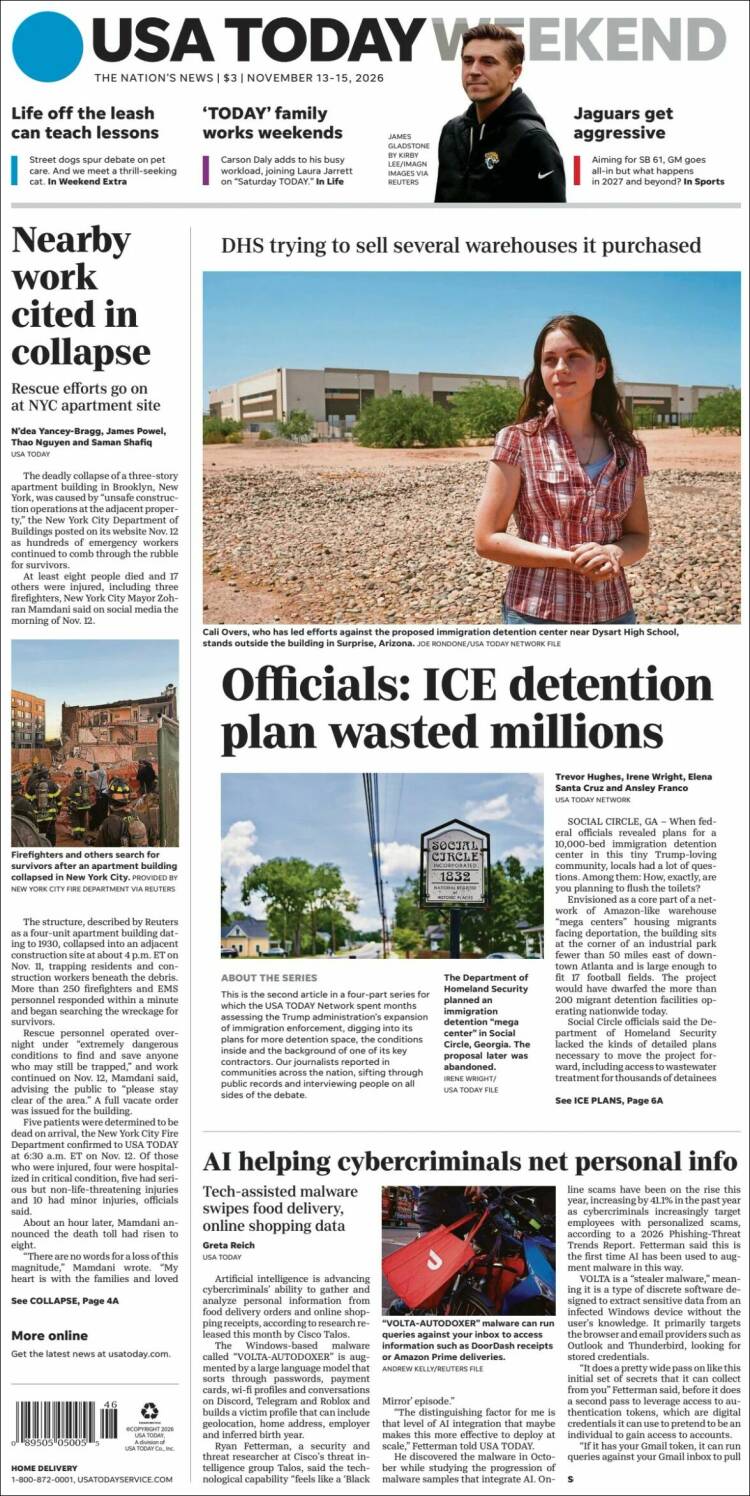 USA TODAY WEEKEND
THE NATION'S NEWS | $3 | NOVEMBER 13-15, 2026
Life off the leash
can teach lessons
Street dogs spur debate on pet
care. And we meet a thrill-seeking
cat. In Weekend Extra
‘TODAY’ family
works weekends
Carson Daly adds to his busy
workload, joining Laura Jarrett
on “Saturday TODAY.” In Life
JAMES
GLADSTONE
BY KIRBY
LEE/IMAGN
IMAGES VIA
REUTERS
Jaguars get
aggressive
Aiming for SB 61, GM goes
all-in but what happens
in 2027 and beyond? In Sports
Nearby
work
cited in
collapse
Rescue efforts go on
at NYC apartment site
N'dea Yancey-Bragg, James Powel,
Thao Nguyen and Saman Shafiq
USA TODAY
The deadly collapse of a three-story
apartment building in Brooklyn, New
York, was caused by “unsafe construc-
tion operations at the adjacent proper-
ty,” the New York City Department of
Buildings posted on its website Nov. 12
as hundreds of emergency workers
continued to comb through the rubble
for survivors.
At least eight people died and 17
others were injured, including three
firefighters, New York City Mayor Zoh-
ran Mamdani said on social media the
morning of Nov. 12.
Firefighters and others search for
survivors after an apartment building
collapsed in New York City. PROVIDED BY
NEW YORK CITY FIRE DEPARTMENT VIA REUTERS
The structure, described by Reuters
as a four-unit apartment building dat-
ing to 1930, collapsed into an adjacent
construction site at about 4 p.m. ET on
Nov. 11, trapping residents and con-
struction workers beneath the debris.
More than 250 firefighters and EMS
personnel responded within a minute
and began searching the wreckage for
survivors.
Rescue personnel operated over-
night under “extremely dangerous
conditions to find and save anyone
who may still be trapped,” and work
continued on Nov. 12, Mamdani said,
advising the public to “please stay
clear of the area.” A full vacate order
was issued for the building.
Five patients were determined to be
dead on arrival, the New York City Fire
Department confirmed to USA TODAY
at 6:30 a.m. ET on Nov. 12. Of those
who were injured, four were hospital-
ized in critical condition, five had seri-
ous but non-life-threatening injuries
and 10 had minor injuries, officials
said.
About an hour later, Mamdani an-
nounced the death toll had risen to
eight.
“There are no words for a loss of this
magnitude,” Mamdani wrote. “My
heart is with the families and loved
See COLLAPSE, Page 4A
More online
Get the latest news at usatoday.com.
46
0 89505 05005 5
©COPYRIGHT 2026
USA TODAY,
A division of
USA TODAY Co., Inc.
HOME DELIVERY
1-800-872-0001, USATODAYSERVICE.COM
DHS trying to sell several warehouses it purchased
Cali Overs, who has led efforts against the proposed immigration detention center near Dysart High School,
stands outside the building in Surprise, Arizona. JOE RONDONE/USA TODAY NETWORK FILE
Officials: ICE detention
plan wasted millions
SOCIAL
CIRCLE
INCORPORATED
1832
NATIONAL REGISTER
OF
HISTORIC PLACES
ABOUT THE SERIES
This is the second article in a four-part series for
which the USA TODAY Network spent months
assessing the Trump administration's expansion
of immigration enforcement, digging into its
plans for more detention space, the conditions
inside and the background of one of its key
contractors. Our journalists reported in
communities across the nation, sifting through
public records and interviewing people on all
sides of the debate.
The Department of
Homeland Security
planned an
immigration
detention “mega
center” in Social
Circle, Georgia. The
proposal later was
abandoned.
IRENE WRIGHT/
USA TODAY FILE
Trevor Hughes, Irene Wright, Elena
Santa Cruz and Ansley Franco
USA TODAY NETWORK
SOCIAL CIRCLE, GA – When fed-
eral officials revealed plans for a
10,000-bed immigration detention
center in this tiny Trump-loving
community, locals had a lot of ques-
tions. Among them: How, exactly, are
you planning to flush the toilets?
Envisioned as a core part of a net-
work of Amazon-like warehouse
“mega centers” housing migrants
facing deportation, the building sits
at the corner of an industrial park
fewer than 50 miles east of down-
town Atlanta and is large enough to
fit 17 football fields. The project
would have dwarfed the more than
200 migrant detention facilities op-
erating nationwide today.
Social Circle officials said the De-
partment of Homeland Security
lacked the kinds of detailed plans
necessary to move the project for-
ward, including access to wastewater
treatment for thousands of detainees
See ICE PLANS, Page 6A
AI helping cybercriminals net personal info
Tech-assisted malware
swipes food delivery,
online shopping data
Greta Reich
USA TODAY
Artificial intelligence is advancing
cybercriminals' ability to gather and
analyze personal information from
food delivery orders and online shop-
ping receipts, according to research re-
leased this month by Cisco Talos.
The Windows-based malware
called “VOLTA-AUTODOXER” is aug-
mented by a large language model that
sorts through passwords, payment
cards, wi-fi profiles and conversations
on Discord, Telegram and Roblox and
builds a victim profile that can include
geolocation, home address, employer
and inferred birth year.
Ryan Fetterman, a security and
threat researcher at Cisco's threat in-
telligence group Talos, said the tech-
nological capability “feels like a ‘Black
“VOLTA-AUTODOXER” malware can run
queries against your inbox to access
information such as DoorDash receipts
or Amazon Prime deliveries.
ANDREW KELLY/REUTERS FILE
Mirror’ episode.”
“The distinguishing factor for me is
that level of AI integration that maybe
makes this more effective to deploy at
scale,” Fetterman told USA TODAY.
He discovered the malware in Octo-
ber while studying the progression of
malware samples that integrate AI. On-
line scams have been on the rise this
year, increasing by 41.1% in the past year
as cybercriminals increasingly target
employees with personalized scams,
according to a 2026 Phishing-Threat
Trends Report. Fetterman said this is
the first time AI has been used to aug-
ment malware in this way.
VOLTA is a “stealer malware,” mean-
ing it is a type of discrete software de-
signed to extract sensitive data from an
infected Windows device without the
user's knowledge. It primarily targets
the browser and email providers such as
Outlook and Thunderbird, looking for
stored credentials.
“It does a pretty wide pass on like this
initial set of secrets that it can collect
from you” Fetterman said, before it does
a second pass to leverage access to au-
thentication tokens, which are digital
credentials it can use to pretend to be an
individual to gain access to accounts.
“If it has your Gmail token, it can run
queries against your Gmail inbox to pull
S